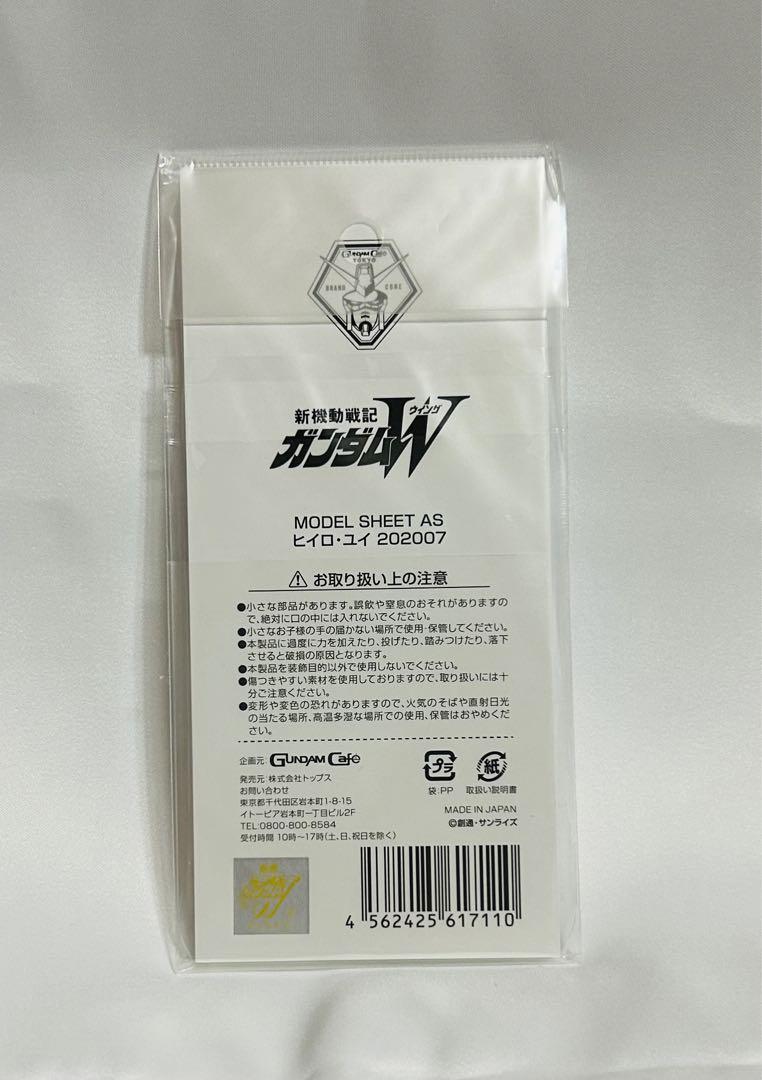 GUNDAM Café
TOKYO
BRAND CORE
新機動戦記
ガンダムW
ウイング
MODEL SHEET AS
ヒイロ・ユイ 202007
⚠ お取り扱い上の注意
●小さな部品があります。誤飲や窒息のおそれがありますの
で、絶対に口の中には入れないでください。
●小さなお子様の手の届かない場所で使用・保管してください。
●本製品に過度に力を加えたり、投げたり、踏みつけたり、落下
させると破損の原因となります。
●本製品を装飾目的以外で使用しないでください。
●傷つきやすい素材を使用しておりますので、取り扱いには十
分ご注意ください。
●変形や変色の恐れがありますので、火気のそばや直射日光
の当たる場所、高温多湿な場所での使用、保管はおやめくだ
さい。
企画元: GUNDAM Café
発売元: 株式会社トップス
お問い合わせ
東京都千代田区岩本町1-8-15
イトーピア岩本町一丁目ビル2F
TEL:0800-800-8584
受付時間 10時〜17時(土、日、祝日を除く)
プラ
袋:PP
紙
取扱い説明書
MADE IN JAPAN
©創通・サンライズ
4 562425 617110